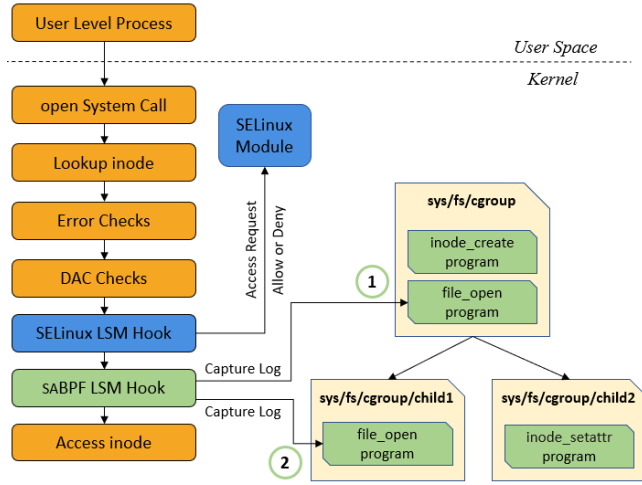 User Level Process
User Space
Kernel
open System Call
Lookup inode
Error Checks
DAC Checks
SELinux LSM Hook
SABPF LSM Hook
Access inode
SELinux
Module
Access Request
Allow or Deny
Capture Log
Capture Log
1
2
sys/fs/cgroup
inode_create
program
file_open
program
sys/fs/cgroup/child1
file_open
program
sys/fs/cgroup/child2
inode_setattr
program